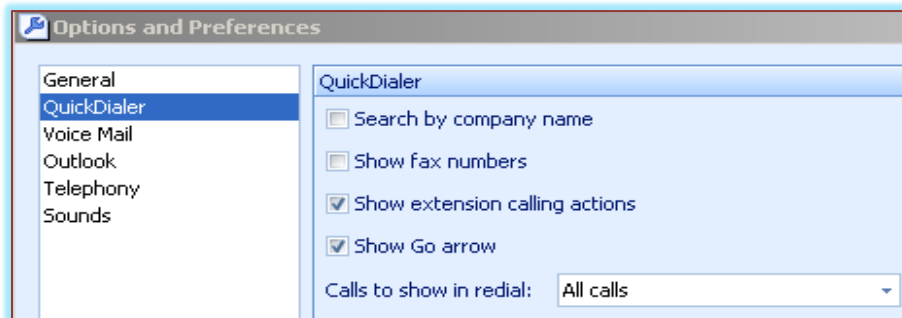 Options and Preferences
General
QuickDialer
Voice Mail
Outlook
Telephony
Sounds
QuickDialer
Search by company name
Show fax numbers
Show extension calling actions
Show Go arrow
Calls to show in redial: All calls